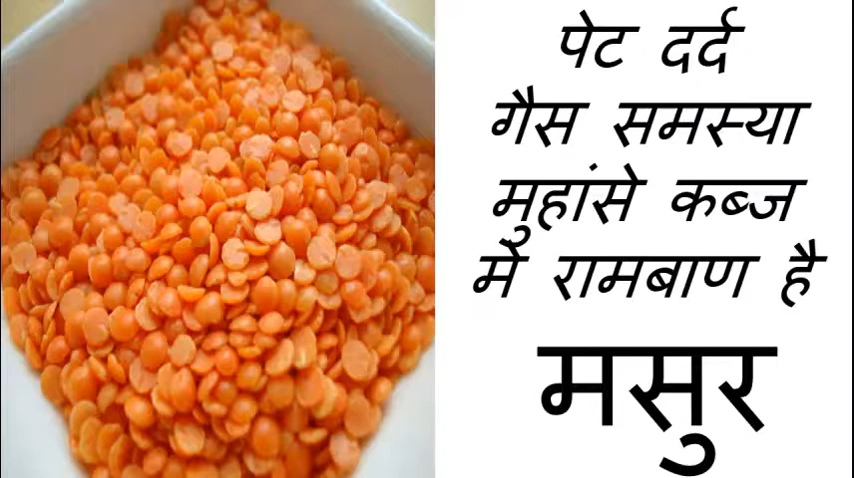 पेट दर्द
गैस समस्या
मुहांसे कब्ज
में रामबाण है
मसुर